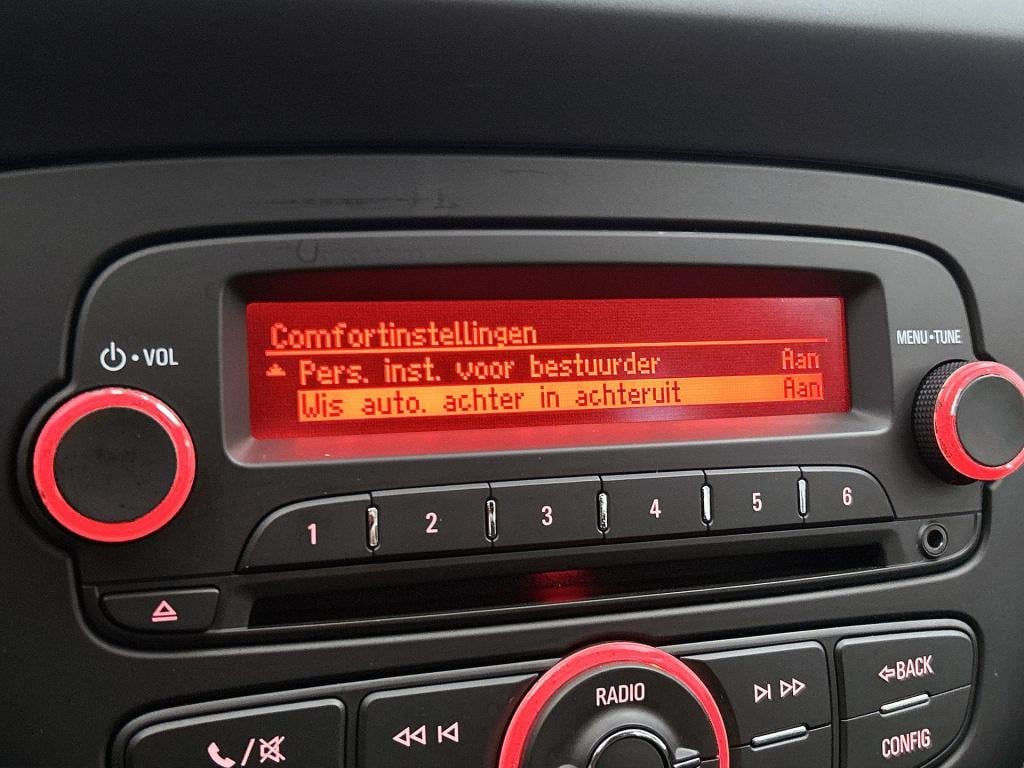 VOL
MENU•TUNE
Comfortinstellingen
Pers. inst. voor bestuurder Aan
Wis auto. achter in achteruit Aan
1 2 3 4 5 6
RADIO
BACK
CONFIG